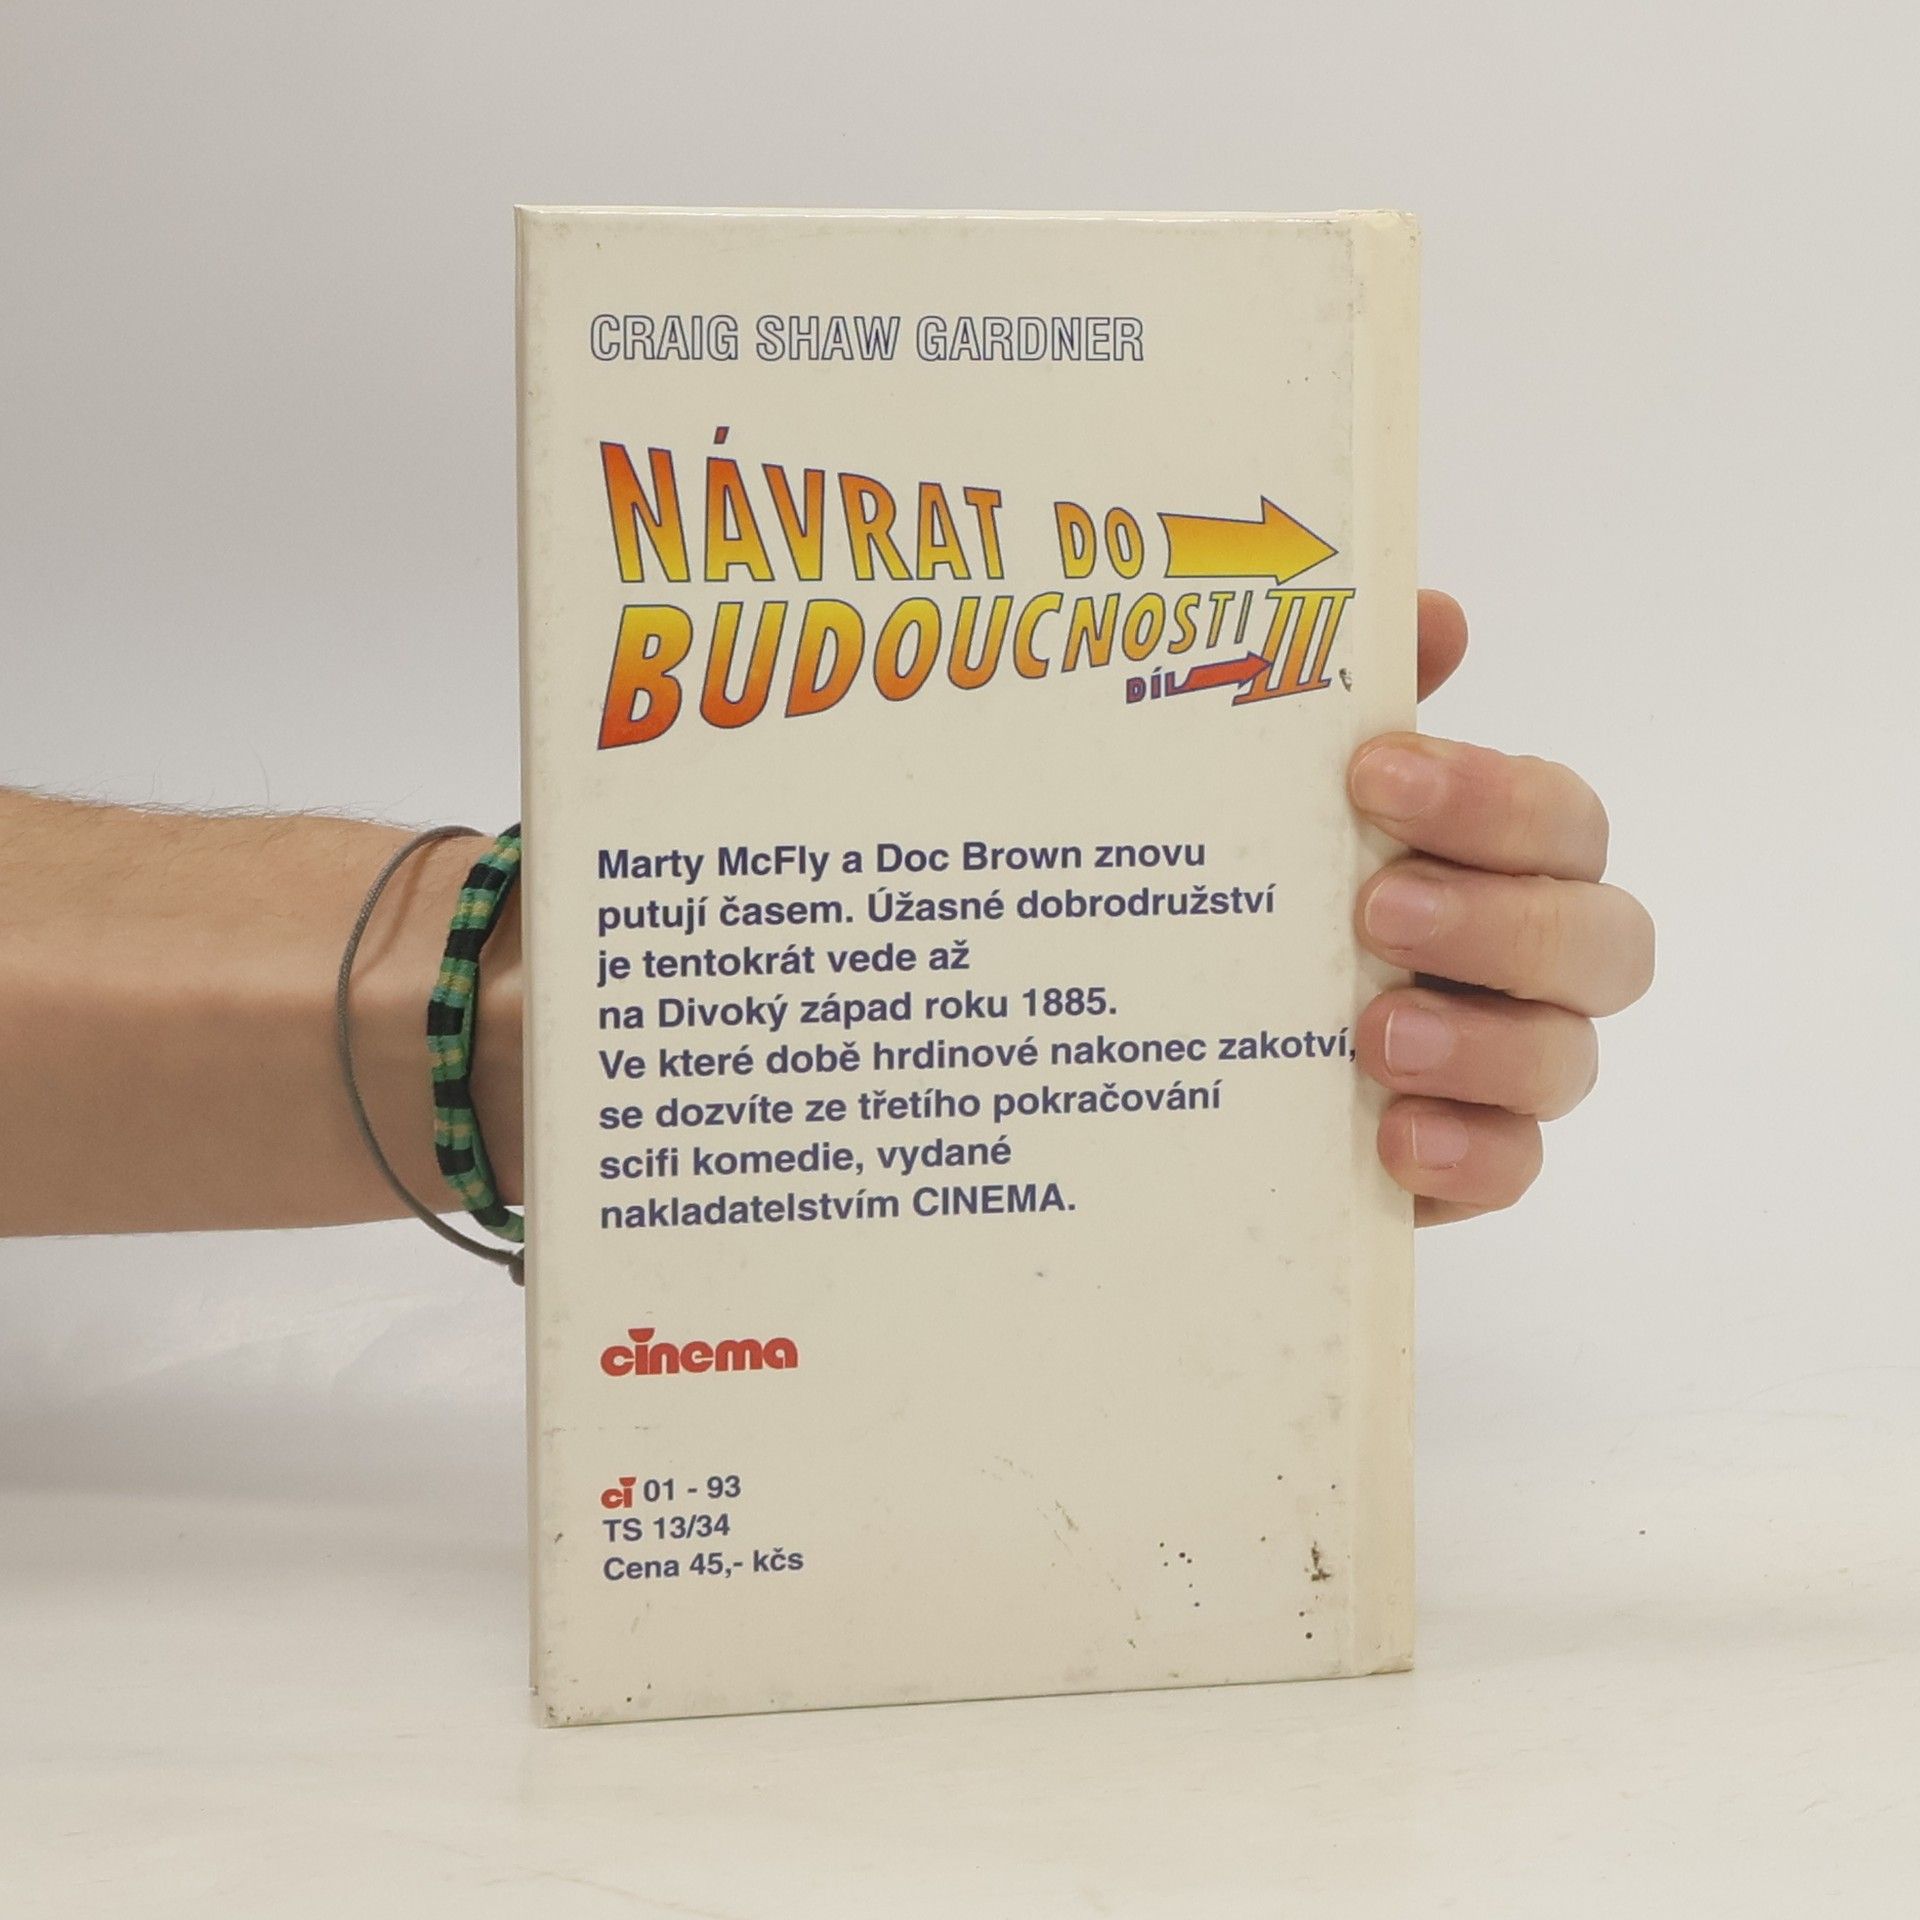 CRAIG SHAW GARDNER
NÁVRAT DO
BUDOUCNOSTI III.
DÍL
Marty McFly a Doc Brown znovu
putují časem. Úžasné dobrodružství
je tentokrát vede až
na Divoký západ roku 1885.
Ve které době hrdinové nakonec zakotví,
se dozvíte ze třetího pokračování
scifi komedie, vydané
nakladatelstvím CINEMA.
cinema
ci 01 - 93
TS 13/34
Cena 45,- kčs